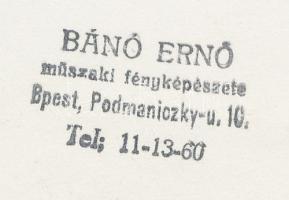 BÁNÓ ERNŐ
műszaki fényképészete
Bpest, Podmaniczky-u. 10.
Tel; 11-13-60